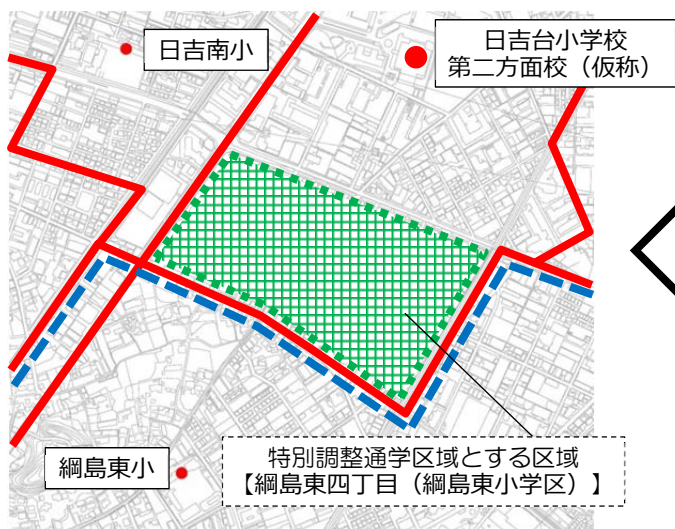 日吉南小
日吉台小学校
第二方面校（仮称）
綱島東小
特別調整通学区域とする区域
【綱島東四丁目（綱島東小学区）】